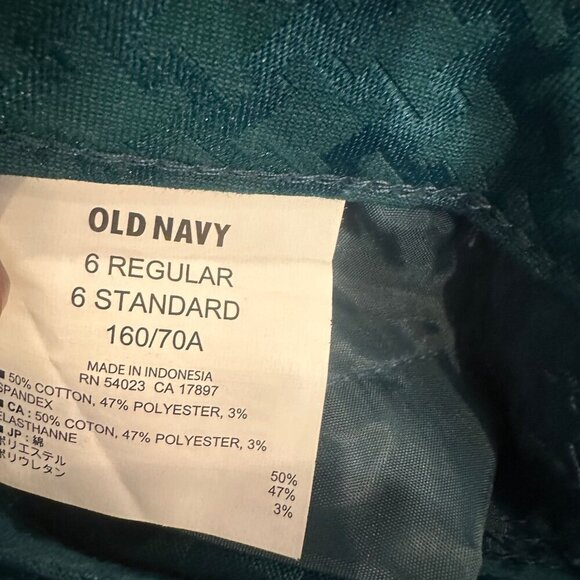 OLD NAVY
6 REGULAR
6 STANDARD
160/70A
MADE IN INDONESIA
RN 54023 CA 17897
■ 50% COTTON, 47% POLYESTER, 3%
SPANDEX
■ CA : 50% COTON, 47% POLYESTER, 3%
ELASTHANNE
■ JP : 綿 50%
ポリエステル 47%
ポリウレタン 3%